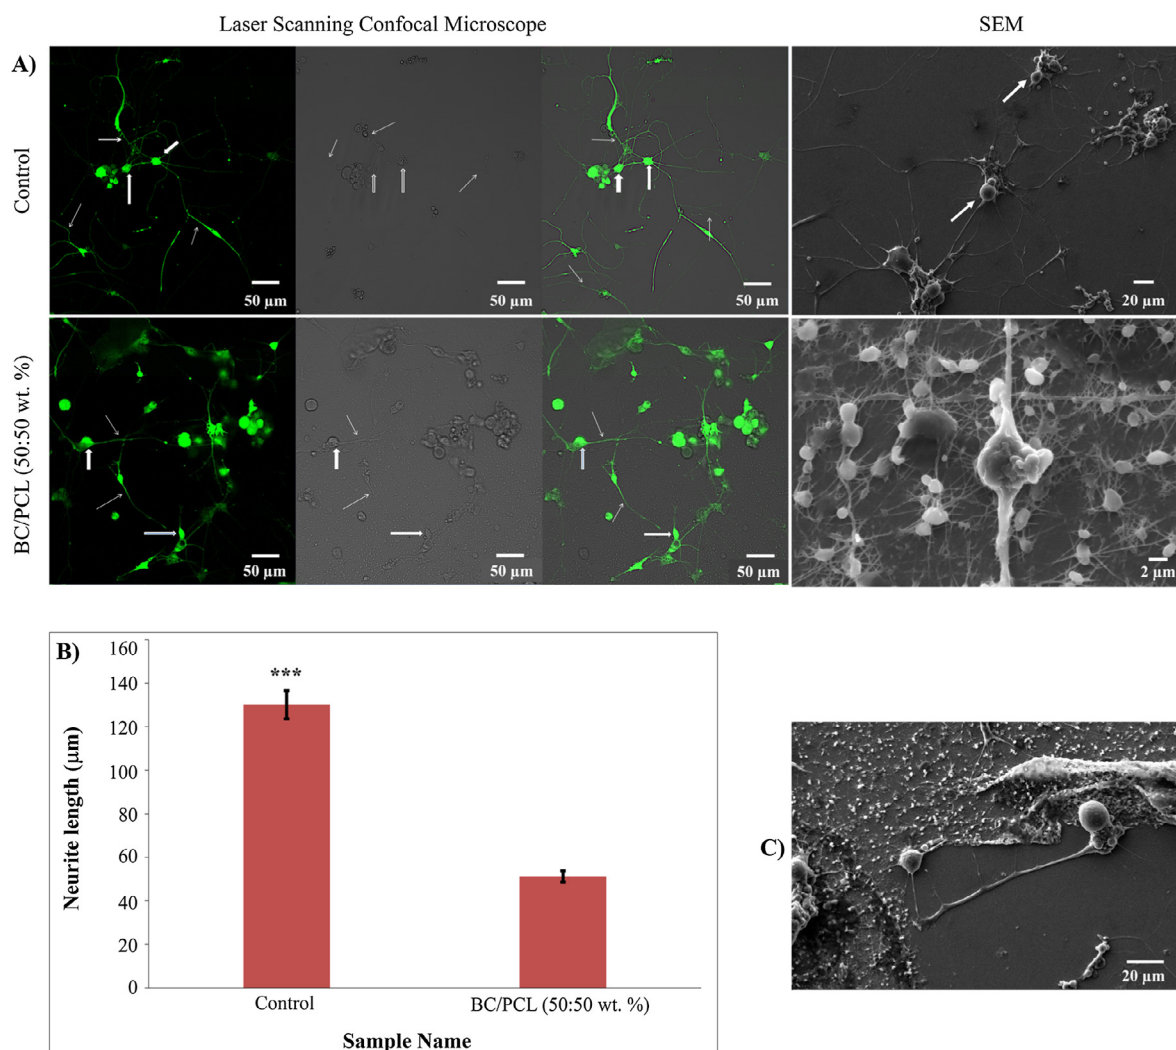 Laser Scanning Confocal Microscope
SEM
A)
Control
50 µm
50 µm
50 µm
20 µm
BC/PCL (50:50 wt. %)
50 µm
50 µm
50 µm
2 µm
B)
160
140
120
100
80
60
40
20
0
Neurite length (µm)
***
Control
BC/PCL (50:50 wt. %)
Sample Name
C)
20 µm